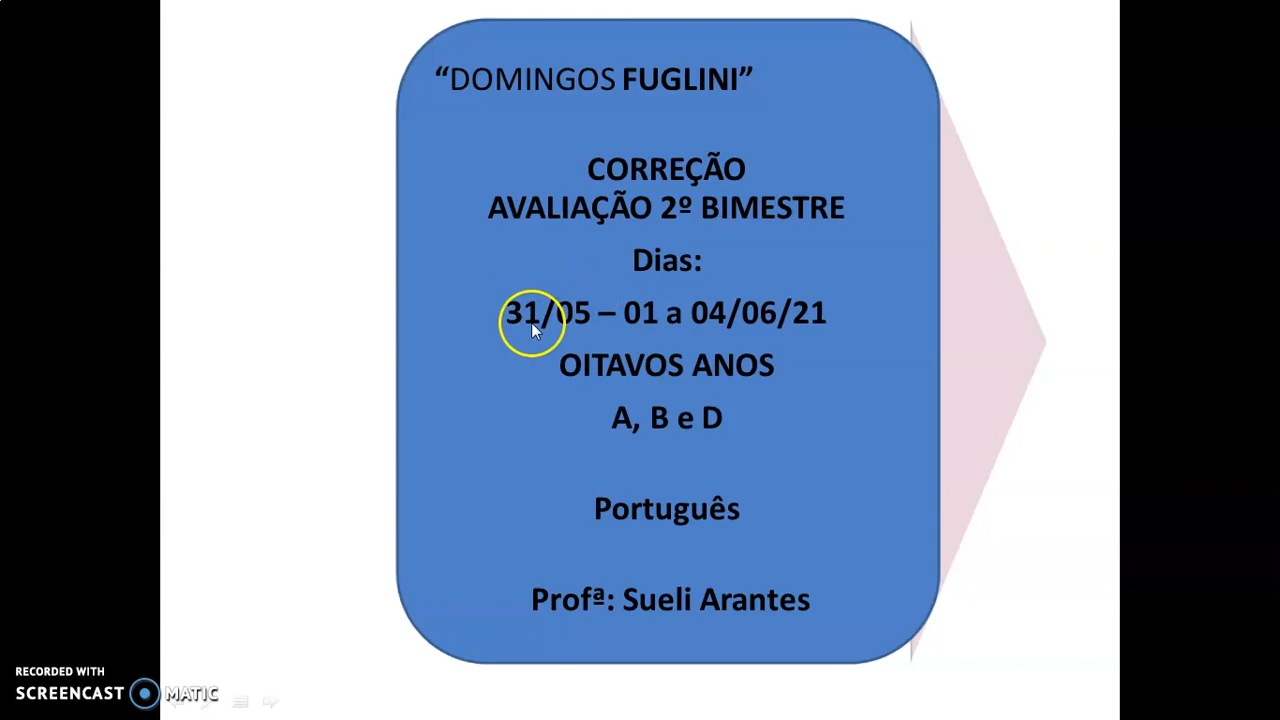 “DOMINGOS FUGLINI”
CORREÇÃO
AVALIAÇÃO 2º BIMESTRE
Dias:
31/05 – 01 a 04/06/21
OITAVOS ANOS
A, B e D
Português
Profª: Sueli Arantes
RECORDED WITH
SCREENCAST MATIC